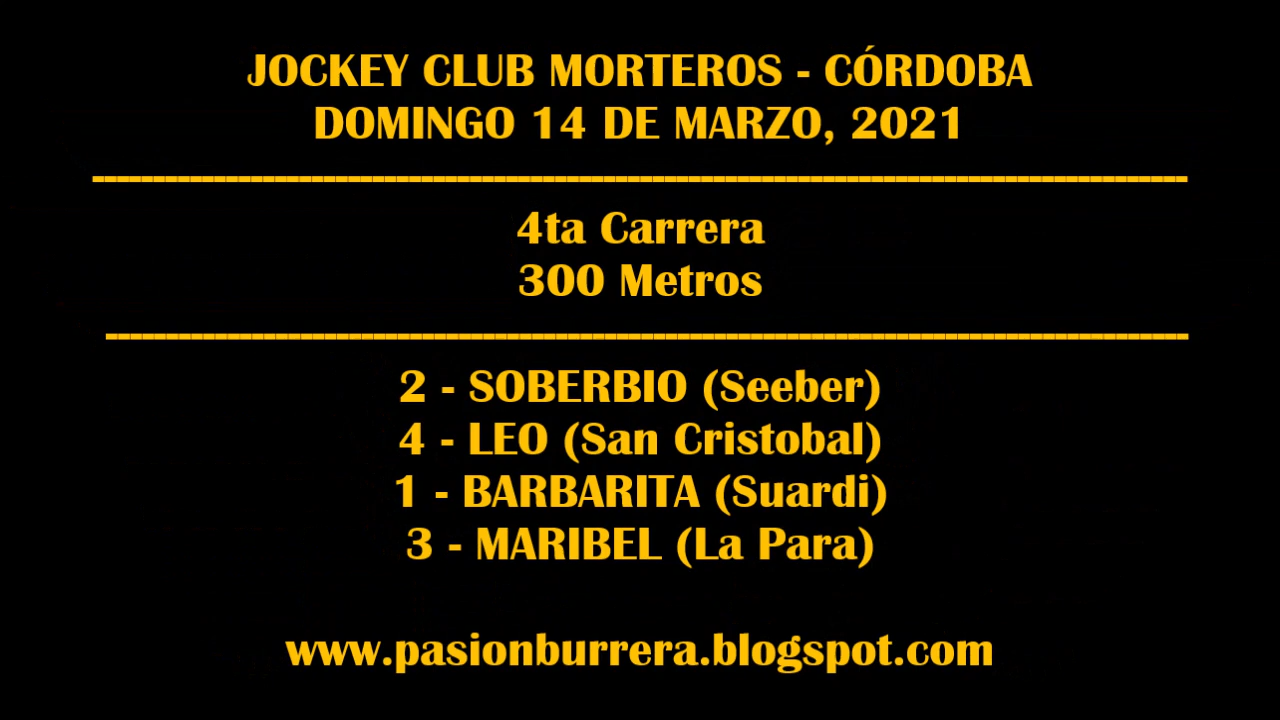 JOCKEY CLUB MORTEROS - CÓRDOBA
DOMINGO 14 DE MARZO, 2021
4ta Carrera
300 Metros
2 - SOBERBIO (Seeber)
4 - LEO (San Cristobal)
1 - BARBARITA (Suardi)
3 - MARIBEL (La Para)
www.pasionburrera.blogspot.com